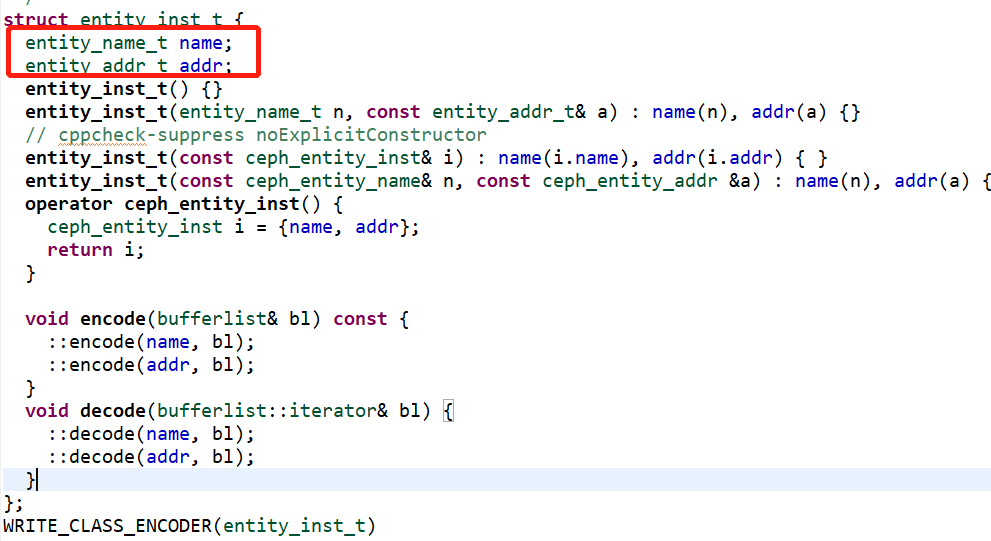 /
struct entity_inst_t {
  entity_name_t name;
  entity_addr_t addr;
  entity_inst_t() {}
  entity_inst_t(entity_name_t n, const entity_addr_t& a) : name(n), addr(a) {}
  // cppcheck-suppress noExplicitConstructor
  entity_inst_t(const ceph_entity_inst& i) : name(i.name), addr(i.addr) { }
  entity_inst_t(const ceph_entity_name& n, const ceph_entity_addr &a) : name(n), addr(a) {
  operator ceph_entity_inst() {
    ceph_entity_inst i = {name, addr};
    return i;
  }
  void encode(bufferlist& bl) const {
    ::encode(name, bl);
    ::encode(addr, bl);
  }
  void decode(bufferlist::iterator& bl) {
    ::decode(name, bl);
    ::decode(addr, bl);
  }
};
WRITE_CLASS_ENCODER(entity_inst_t)